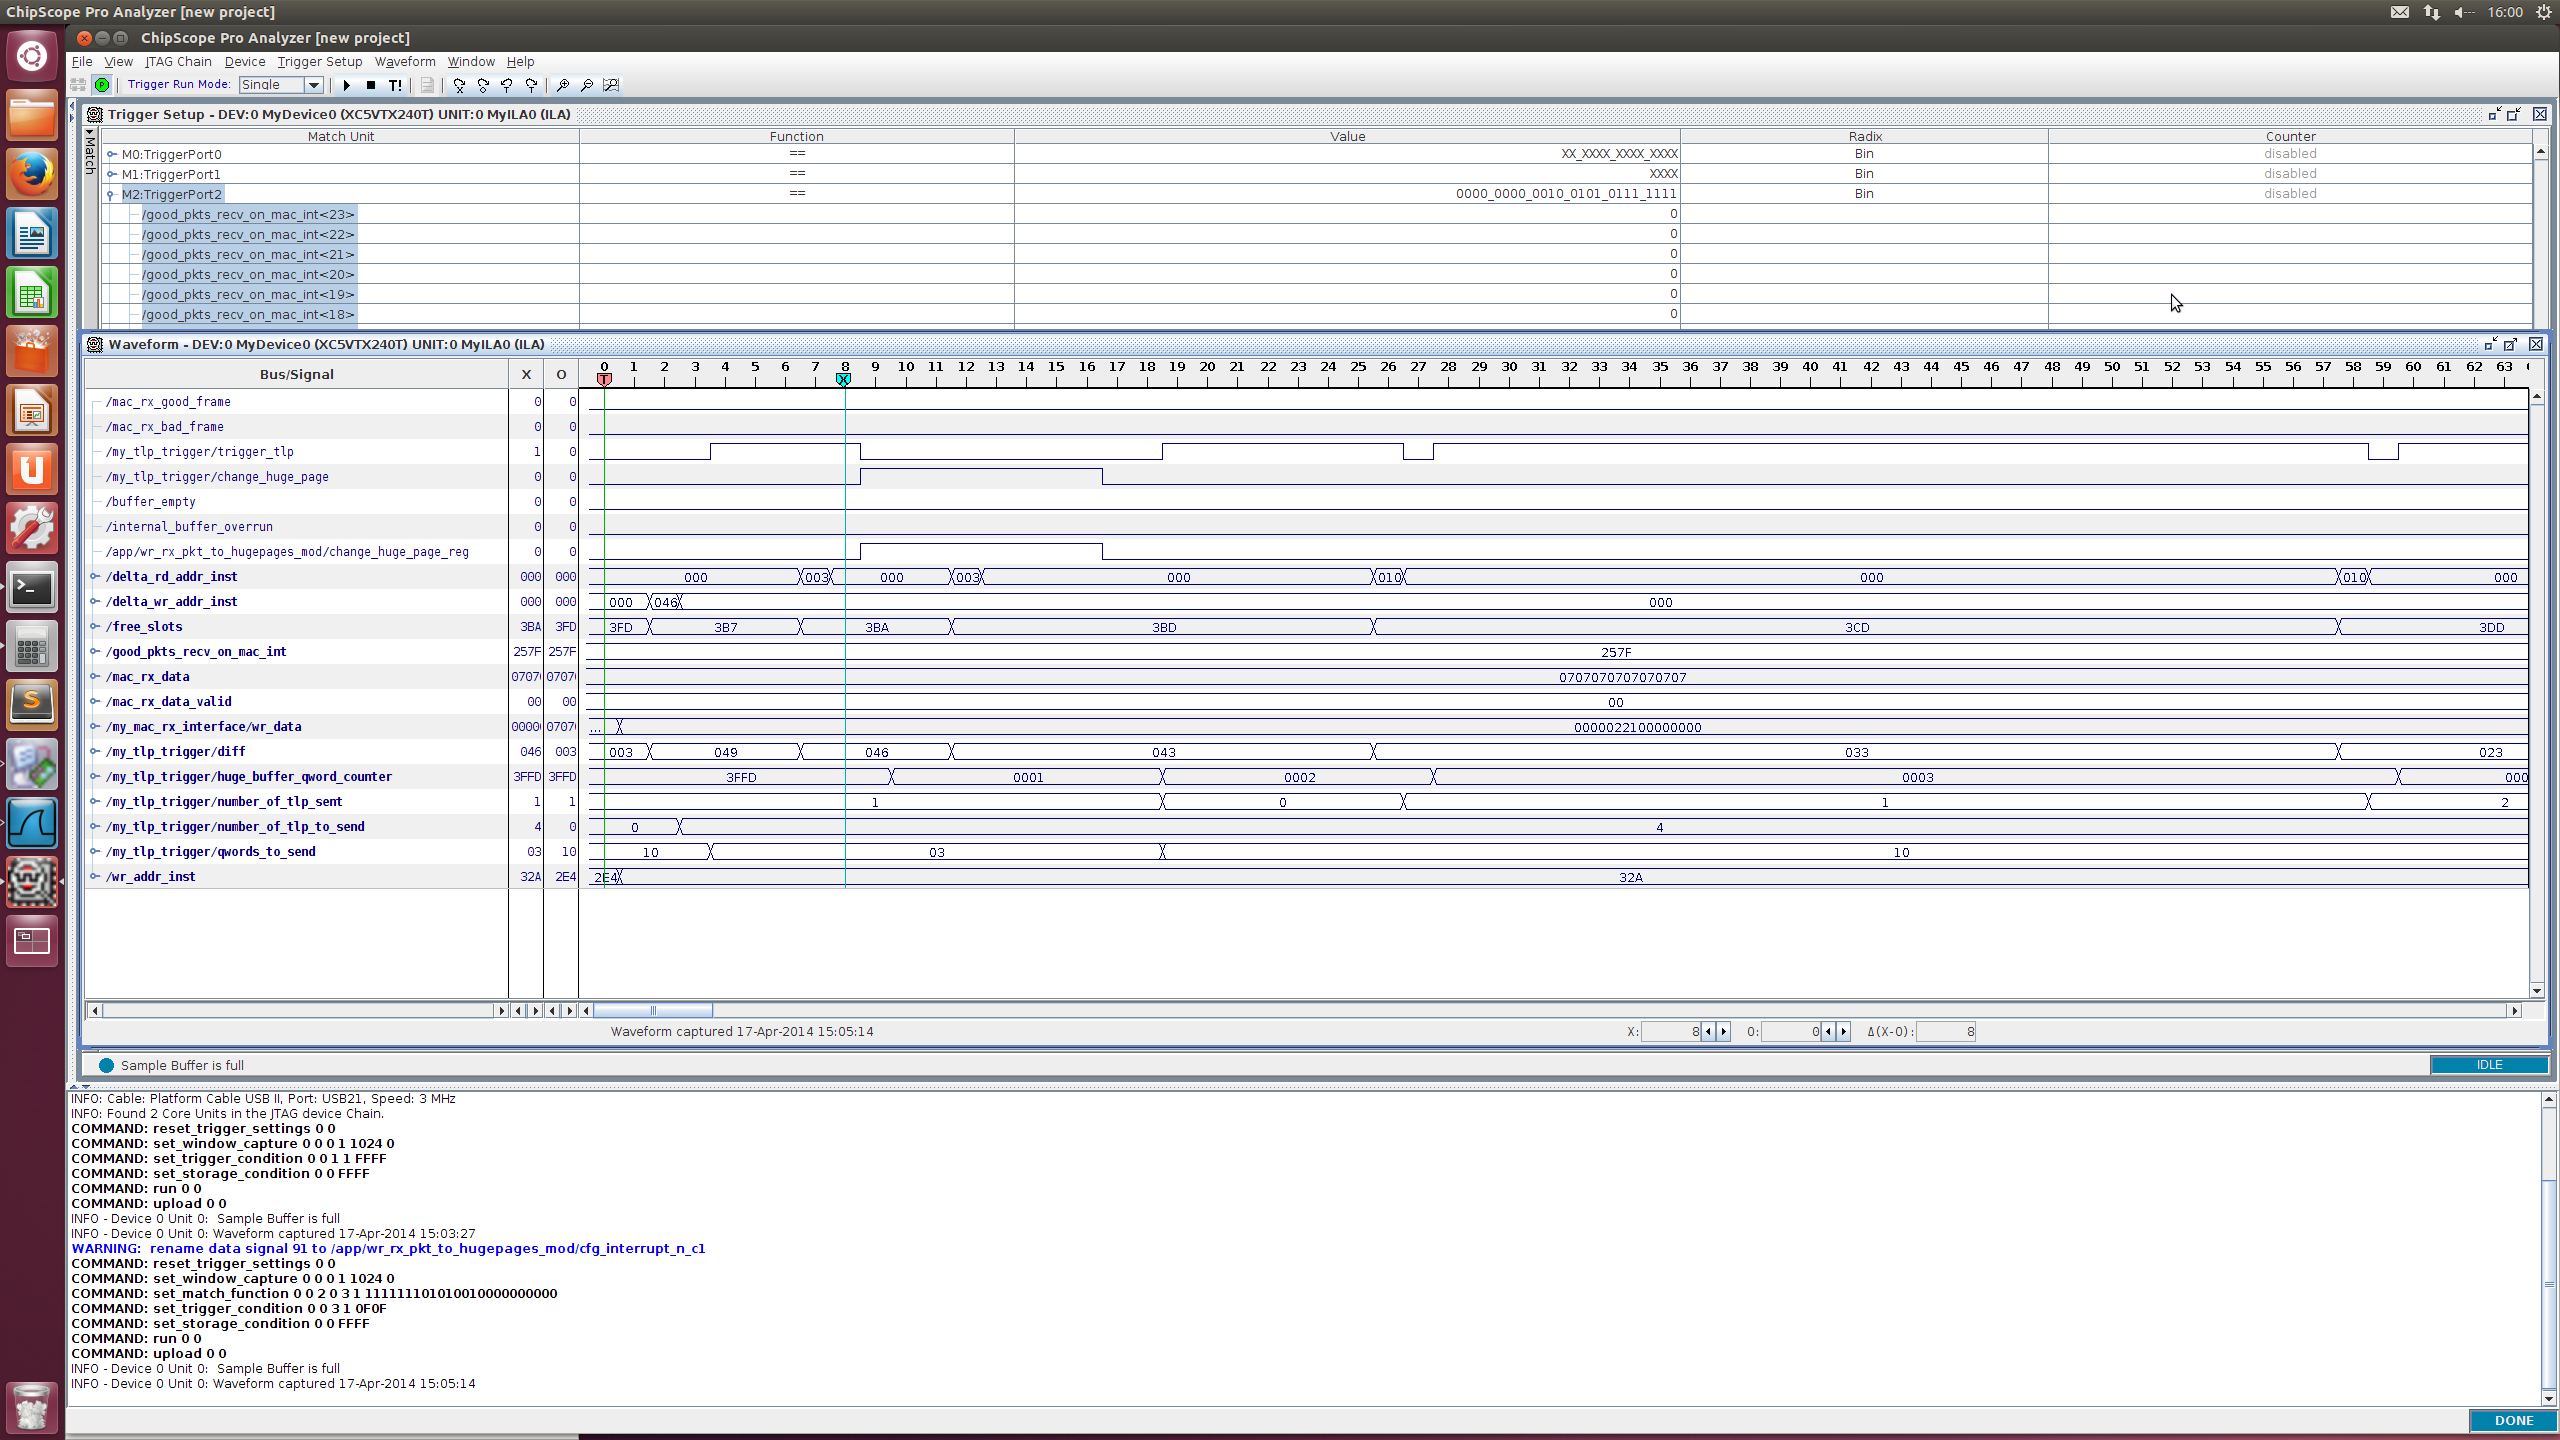 ChipScope Pro Analyzer [new project] 16:00
ChipScope Pro Analyzer [new project]
File View JTAG Chain Device Trigger Setup Waveform Window Help
Trigger Run Mode: Single T!
Trigger Setup - DEV:0 MyDevice0 (XC5VTX240T) UNIT:0 MyILA0 (ILA)
Match
Match Unit Function Value Radix Counter
M0:TriggerPort0 == XX_XXXX_XXXX_XXXX Bin disabled
M1:TriggerPort1 == XXXX Bin disabled
M2:TriggerPort2 == 0000_0000_0010_0101_0111_1111 Bin disabled
/good_pkts_recv_on_mac_int<23> 0
/good_pkts_recv_on_mac_int<22> 0
/good_pkts_recv_on_mac_int<21> 0
/good_pkts_recv_on_mac_int<20> 0
/good_pkts_recv_on_mac_int<19> 0
/good_pkts_recv_on_mac_int<18> 0
Waveform - DEV:0 MyDevice0 (XC5VTX240T) UNIT:0 MyILA0 (ILA)
Bus/Signal X O 0 1 2 3 4 5 6 7 8 9 10 11 12 13 14 15 16 17 18 19 20 21 22 23 24 25 26 27 28 29 30 31 32 33 34 35 36 37 38 39 40 41 42 43 44 45 46 47 48 49 50 51 52 53 54 55 56 57 58 59 60 61 62 63
T X
/mac_rx_good_frame 0 0
/mac_rx_bad_frame 0 0
/my_tlp_trigger/trigger_tlp 1 0
/my_tlp_trigger/change_huge_page 0 0
/buffer_empty 0 0
/internal_buffer_overrun 0 0
/app/wr_rx_pkt_to_hugepages_mod/change_huge_page_reg 0 0
/delta_rd_addr_inst 000 000 000 003 000 003 000 010 000 010 000
/delta_wr_addr_inst 000 000 000 046 000
/free_slots 3BA 3FD 3FD 3B7 3BA 3BD 3CD 3DD
/good_pkts_recv_on_mac_int 257F 257F 257F
/mac_rx_data 0707 0707 0707070707070707
/mac_rx_data_valid 00 00 00
/my_mac_rx_interface/wr_data 0000 0707 ... 0000022100000000
/my_tlp_trigger/diff 046 003 003 049 046 043 033 023
/my_tlp_trigger/huge_buffer_qword_counter 3FFD 3FFD 3FFD 0001 0002 0003 000
/my_tlp_trigger/number_of_tlp_sent 1 1 1 0 1 2
/my_tlp_trigger/number_of_tlp_to_send 4 0 0 4
/my_tlp_trigger/qwords_to_send 03 10 10 03 10
/wr_addr_inst 32A 2E4 2E4 32A
Waveform captured 17-Apr-2014 15:05:14 X: 8 O: 0 Δ(X-O): 8
Sample Buffer is full IDLE
INFO: Cable: Platform Cable USB II, Port: USB21, Speed: 3 MHz
INFO: Found 2 Core Units in the JTAG device Chain.
COMMAND: reset_trigger_settings 0 0
COMMAND: set_window_capture 0 0 0 1 1024 0
COMMAND: set_trigger_condition 0 0 1 1 FFFF
COMMAND: set_storage_condition 0 0 FFFF
COMMAND: run 0 0
COMMAND: upload 0 0
INFO - Device 0 Unit 0:  Sample Buffer is full
INFO - Device 0 Unit 0: Waveform captured 17-Apr-2014 15:03:27
WARNING:  rename data signal 91 to /app/wr_rx_pkt_to_hugepages_mod/cfg_interrupt_n_c1
COMMAND: reset_trigger_settings 0 0
COMMAND: set_window_capture 0 0 0 1 1024 0
COMMAND: set_match_function 0 0 2 0 3 1 111111101010010000000000
COMMAND: set_trigger_condition 0 0 3 1 0F0F
COMMAND: set_storage_condition 0 0 FFFF
COMMAND: run 0 0
COMMAND: upload 0 0
INFO - Device 0 Unit 0:  Sample Buffer is full
INFO - Device 0 Unit 0: Waveform captured 17-Apr-2014 15:05:14
DONE